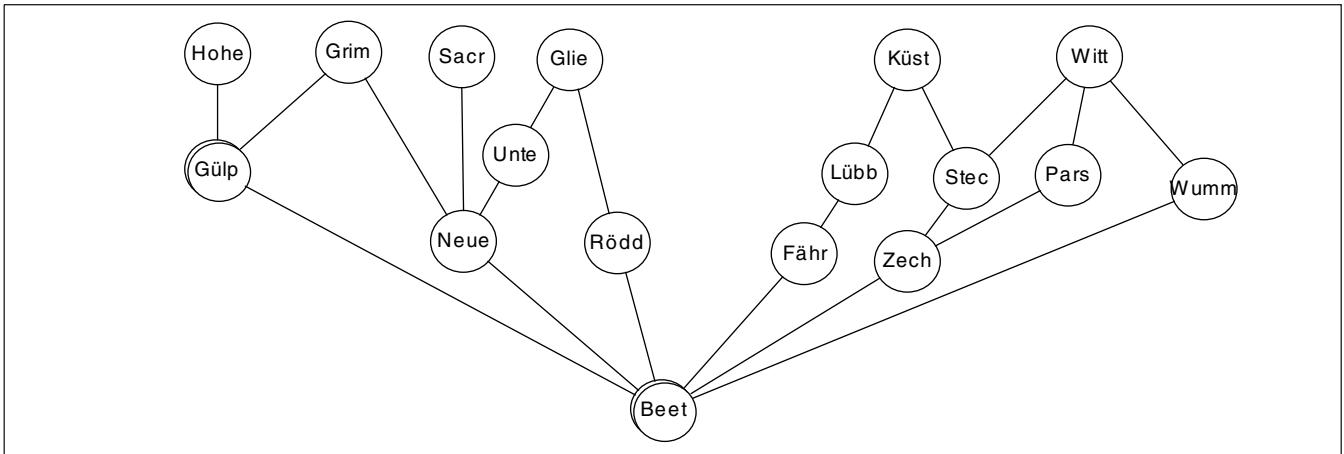 Hohe
Grim
Sacr
Glie
Küst
Witt
Gülp
Unte
Lübb
Stec
Pars
Wumm
Neue
Rödd
Fähr
Zech
Beet